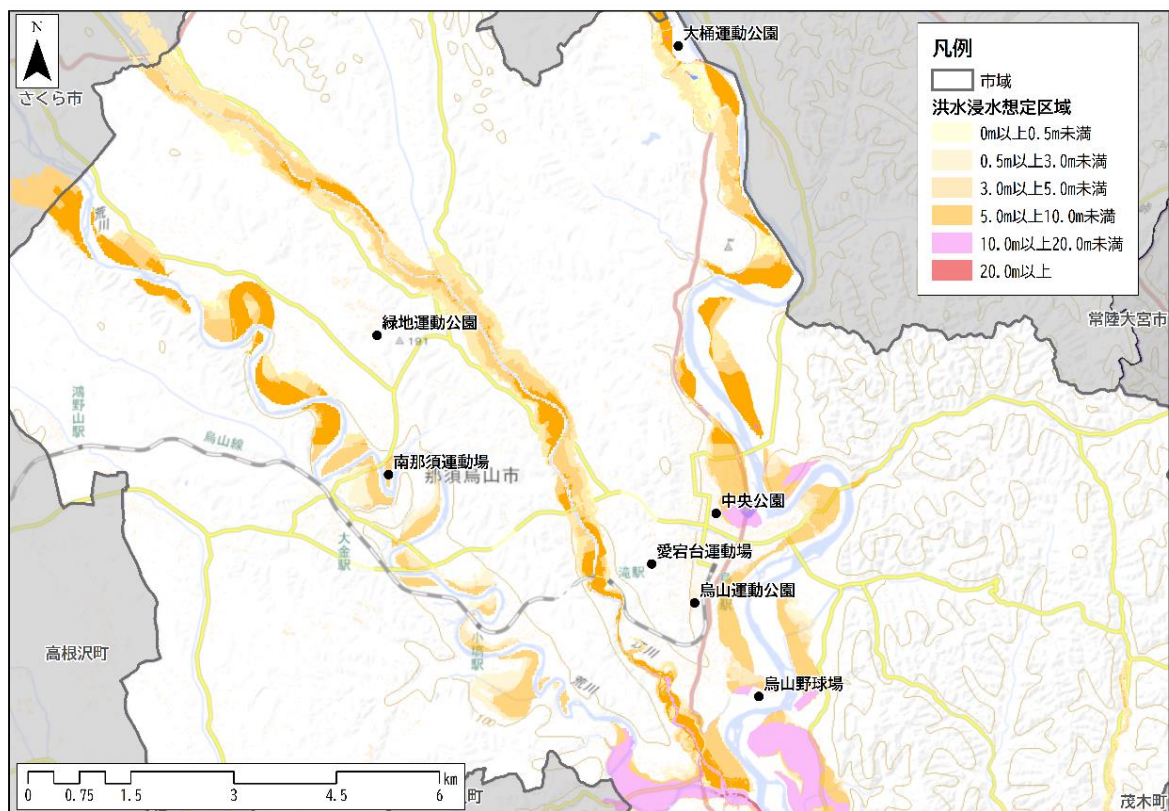 N
さくら市
大桶運動公園
凡例
市域
洪水浸水想定区域
0m以上0.5m未満
0.5m以上3.0m未満
3.0m以上5.0m未満
5.0m以上10.0m未満
10.0m以上20.0m未満
20.0m以上
荒川
常陸大宮市
緑地運動公園
191
鴻野山駅
烏山線
南那須運動場
那須烏山市
中央公園
大金駅
愛宕台運動場
滝駅
烏山運動公園
駅
高根沢町
小塙駅
江川
荒川
烏山野球場
100
km
0 0.75 1.5 3 4.5 6
町
茂木町